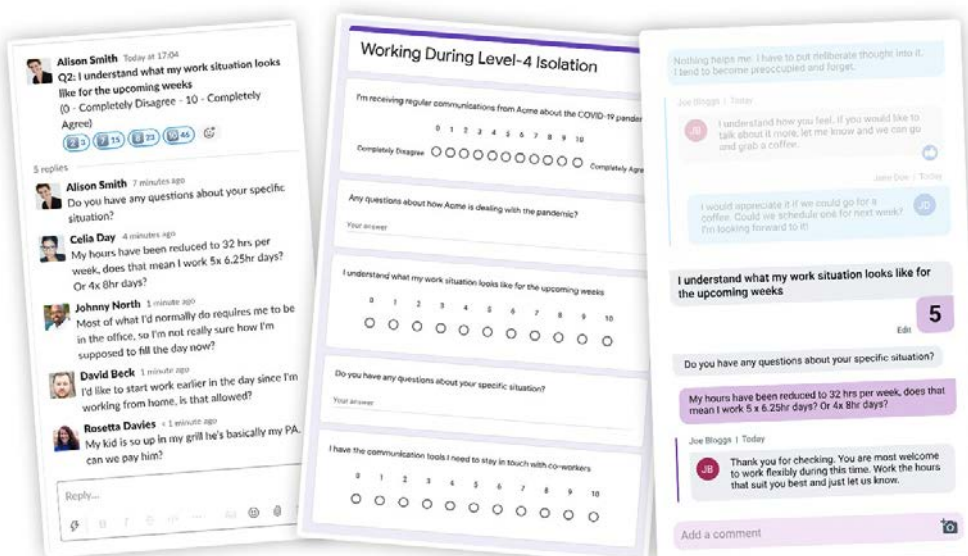 Alison Smith Today at 17:04
Q2: I understand what my work situation looks
like for the upcoming weeks
(0 - Completely Disagree - 10 - Completely
Agree)
2 3 7 15 8 23 10 46
5 replies
Alison Smith 7 minutes ago
Do you have any questions about your specific
situation?
Celia Day 4 minutes ago
My hours have been reduced to 32 hrs per
week, does that mean I work 5x 6.25hr days?
Or 4x 8hr days?
Johnny North 1 minute ago
Most of what I'd normally do requires me to be
in the office, so I'm not really sure how I'm
supposed to fill the day now?
David Beck 1 minute ago
I'd like to start work earlier in the day since I'm
working from home, is that allowed?
Rosetta Davies < 1 minute ago
My kid is so up in my grill he's basically my PA,
can we pay him?
Reply...
Working During Level-4 Isolation
I'm receiving regular communications from Acme about the COVID-19 pander
0 1 2 3 4 5 6 7 8 9 10
Completely Disagree Completely Agre
Any questions about how Acme is dealing with the pandemic?
Your answer
I understand what my work situation looks like for the upcoming weeks
0 1 2 3 4 5 6 7 8 9 10
Do you have any questions about your specific situation?
Your answer
I have the communication tools I need to stay in touch with co-workers
0 1 2 3 4 5 6 7 8 9 10
Nothing helps me. I have to put deliberate thought into it.
I tend to become preoccupied and forget.
Joe Bloggs | Today
JB
I understand how you feel. If you would like to
talk about it more, let me know and we can go
and grab a coffee.
Jane Doe | Today
JD
I would appreciate it if we could go for a
coffee. Could we schedule one for next week?
I'm looking forward to it!
I understand what my work situation looks like for
the upcoming weeks
5
Edit
Do you have any questions about your specific situation?
My hours have been reduced to 32 hrs per week, does that
mean I work 5 x 6.25hr days? Or 4x 8hr days?
Joe Bloggs | Today
JB
Thank you for checking. You are most welcome
to work flexibly during this time. Work the hours
that suit you best and just let us know.
Add a comment